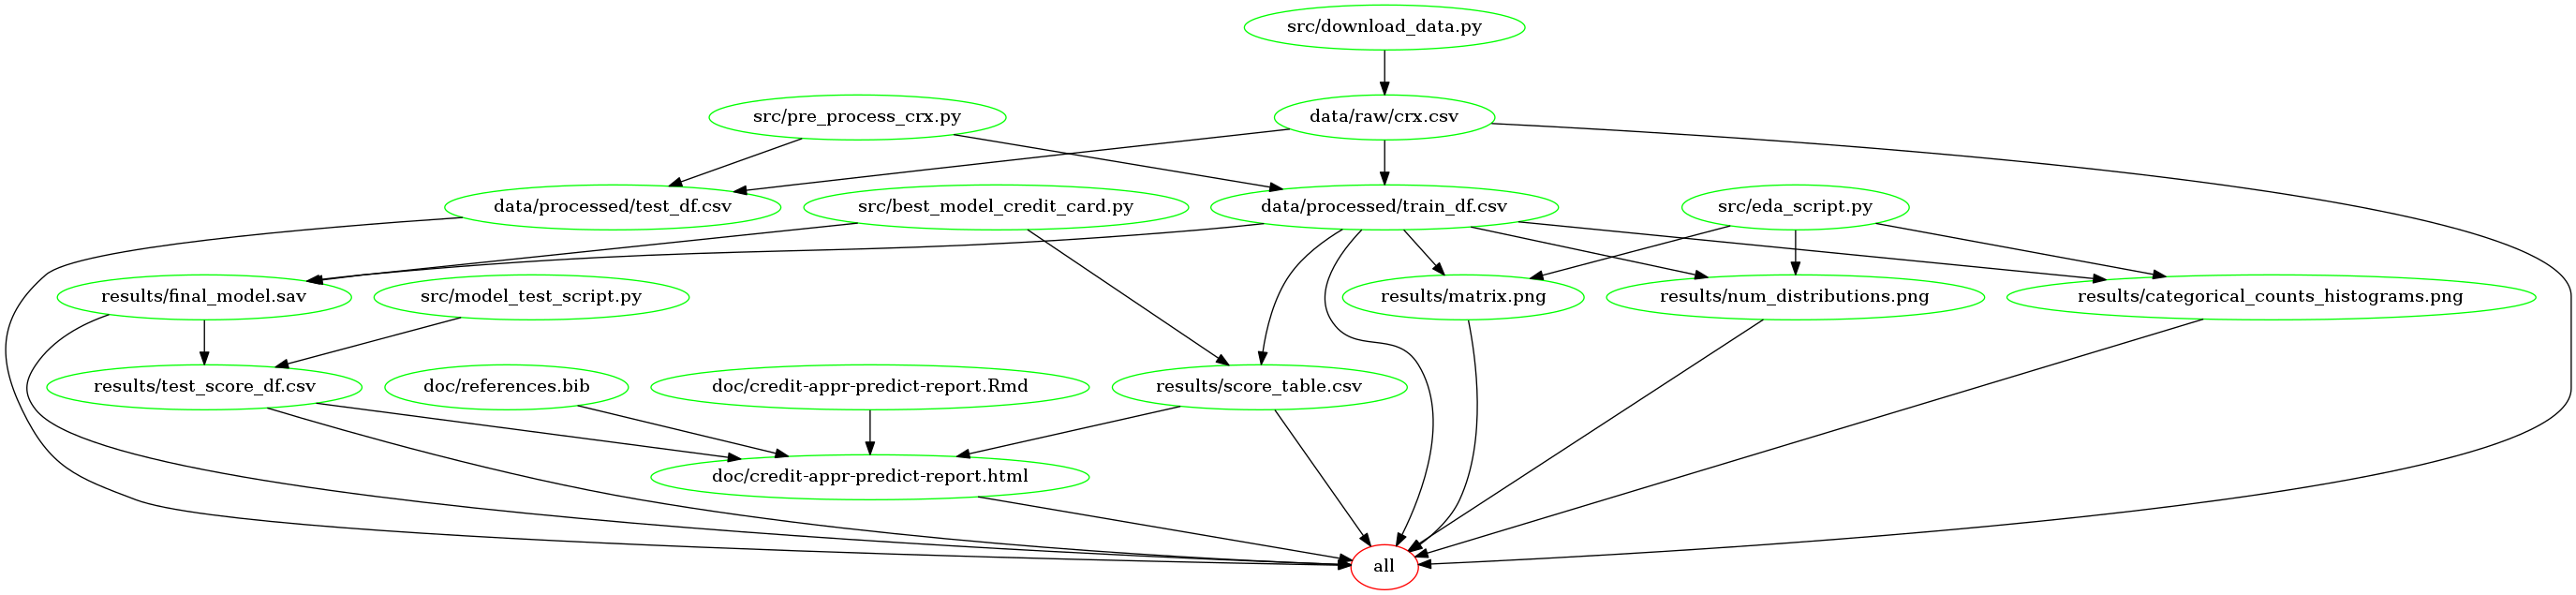 src/download_data.py
src/pre_process_crx.py
data/raw/crx.csv
data/processed/test_df.csv
src/best_model_credit_card.py
data/processed/train_df.csv
src/eda_script.py
results/final_model.sav
src/model_test_script.py
results/matrix.png
results/num_distributions.png
results/categorical_counts_histograms.png
results/test_score_df.csv
doc/references.bib
doc/credit-appr-predict-report.Rmd
results/score_table.csv
doc/credit-appr-predict-report.html
all